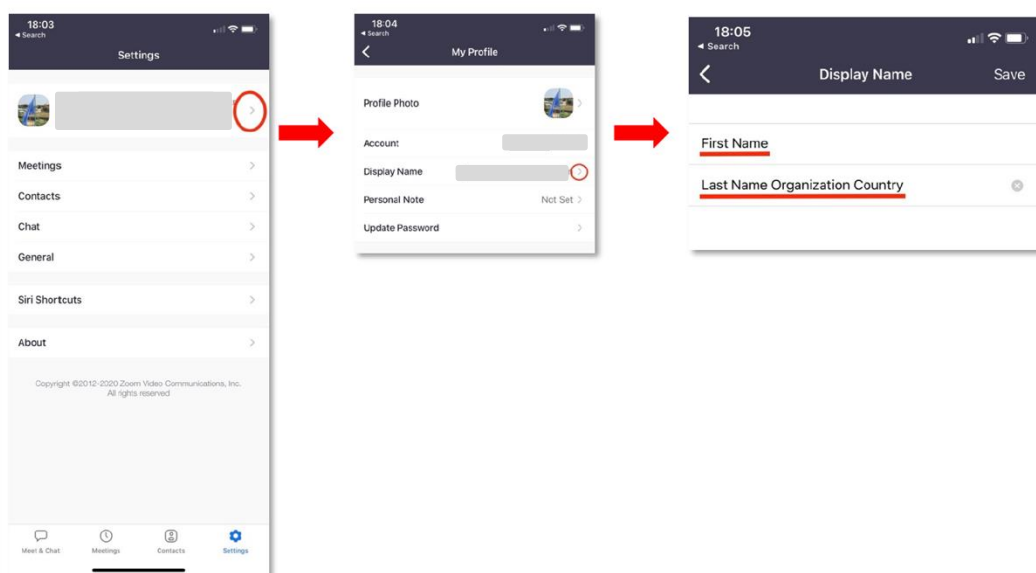 18:03
◄ Search
Settings
Meetings
Contacts
Chat
General
Siri Shortcuts
About
Copyright ©2012-2020 Zoom Video Communications, Inc.
All rights reserved
Meet & Chat
Meetings
Contacts
Settings
18:04
◄ Search
My Profile
Profile Photo
Account
Display Name
Personal Note
Not Set
Update Password
18:05
◄ Search
Display Name
Save
First Name
Last Name Organization Country